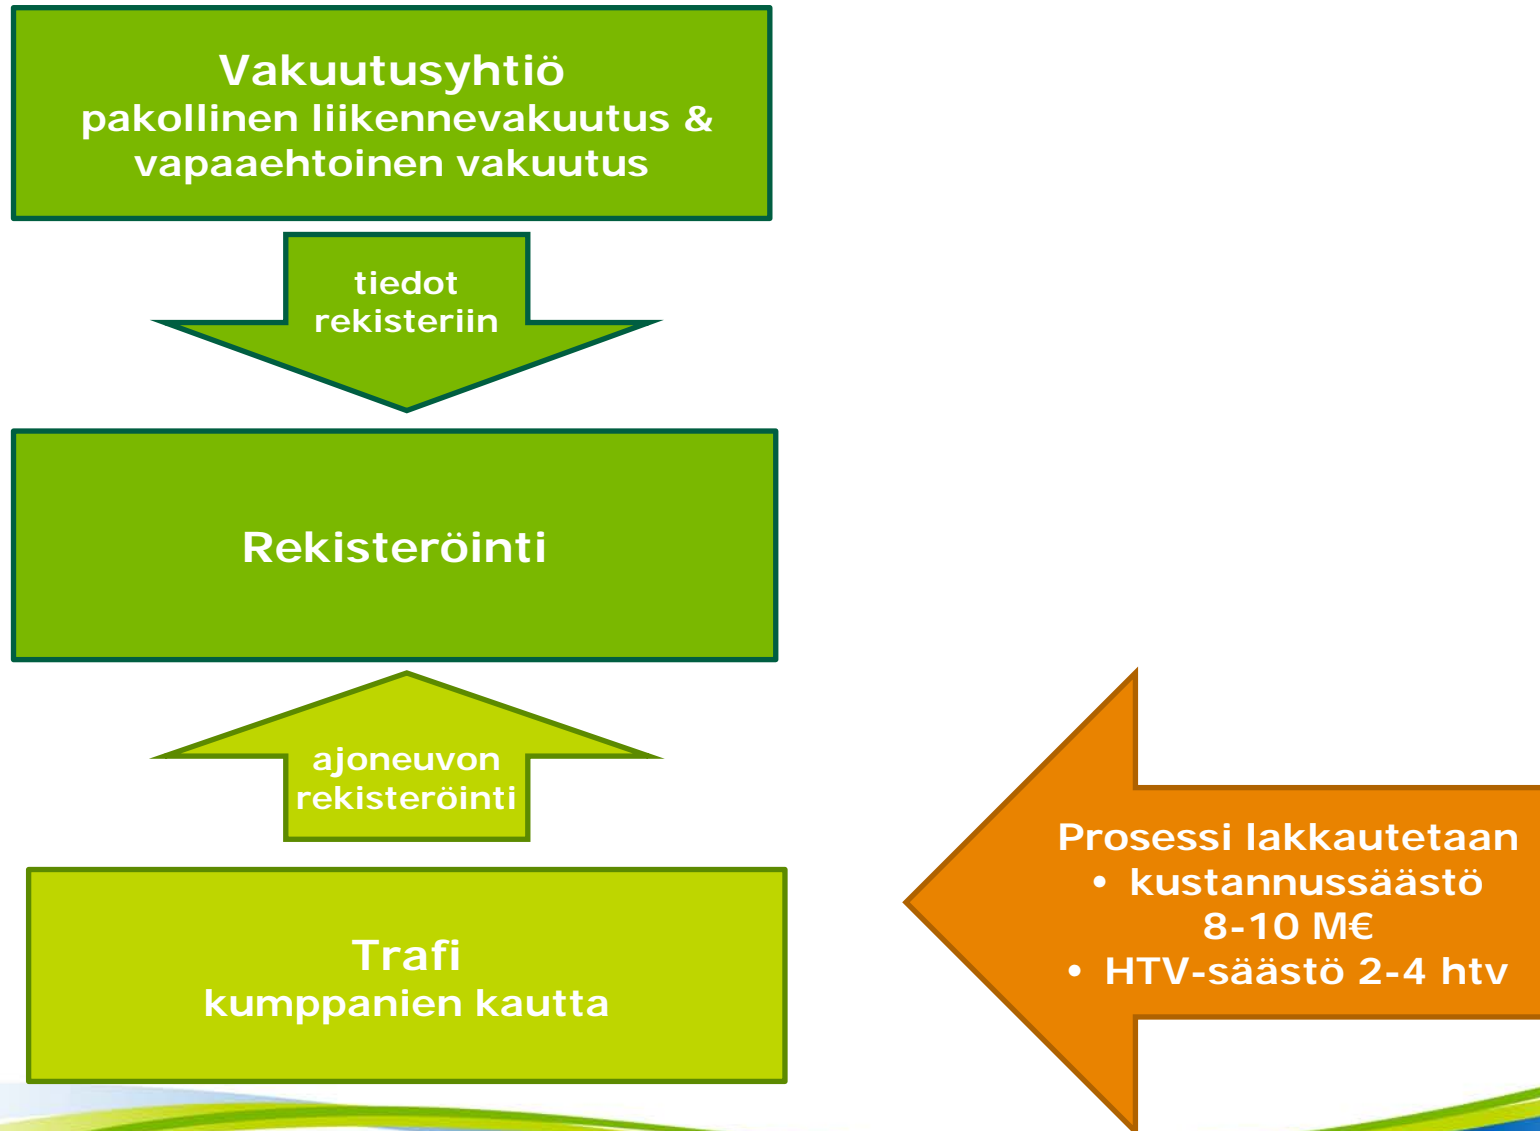 Vakuutusyhtiö
pakollinen liikennevakuutus &
vapaaehtoinen vakuutus
tiedot
rekisteriin
Rekisteröinti
ajoneuvon
rekisteröinti
Trafi
kumppanien kautta
Prosessi lakkautetaan
• kustannussäästö
8-10 M€
• HTV-säästö 2-4 htv